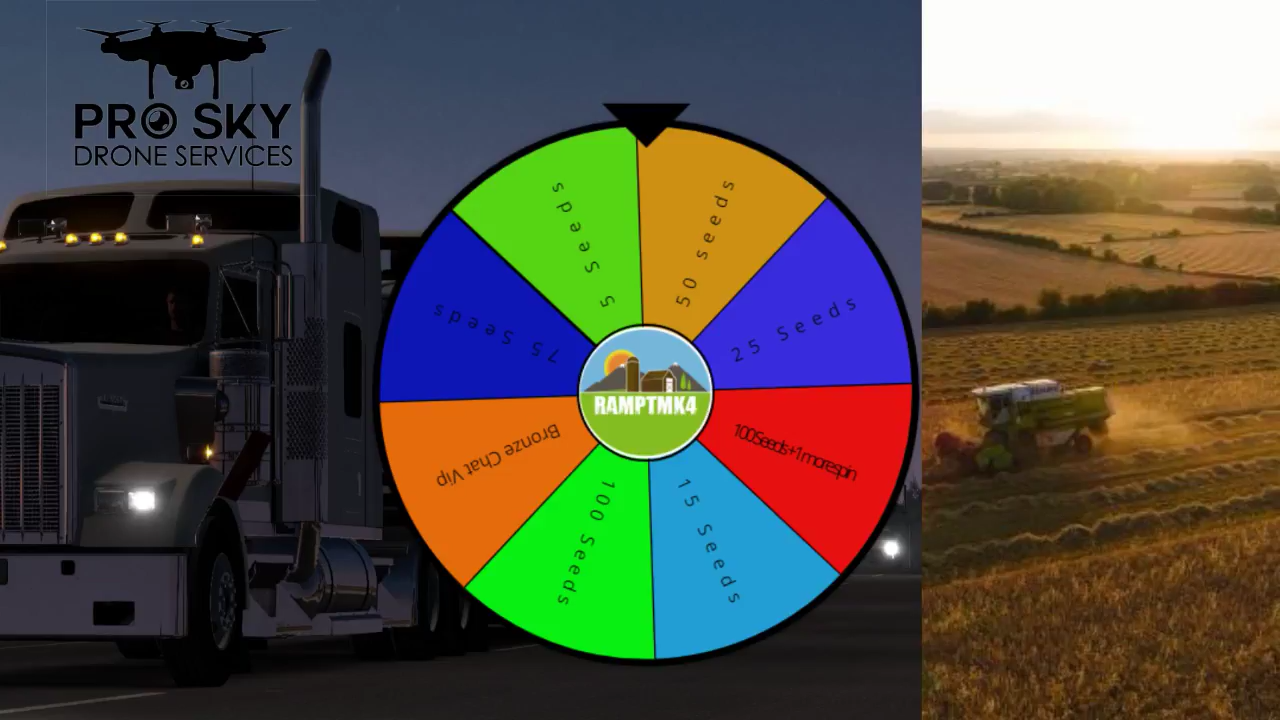 PRO SKY
DRONE SERVICES
5 Seeds
50 seeds
75 Seeds
25 Seeds
RAMPTMK4
Bronze Chat Vip
100Seeds+1morespin
100 Seeds
15 Seeds